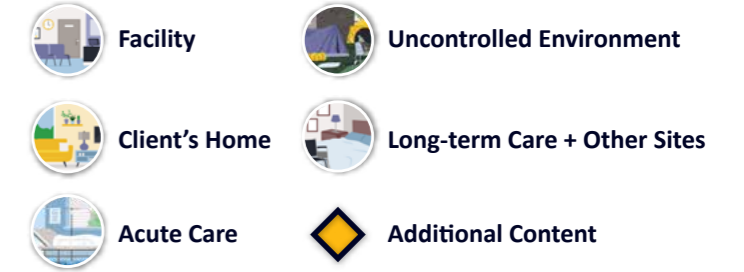 Facility
Uncontrolled Environment
Client's Home
Long-term Care + Other Sites
Acute Care
Additional Content